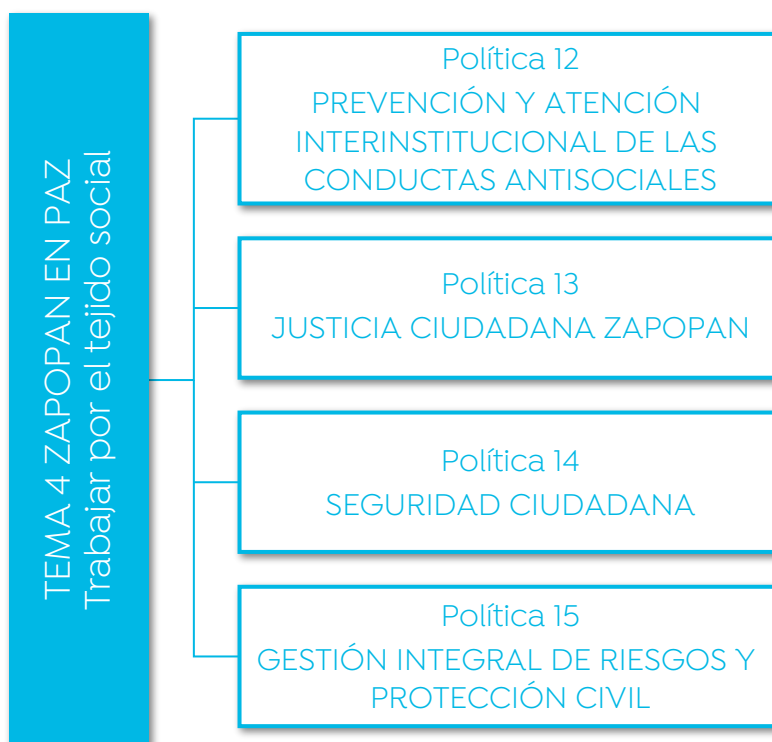 TEMA 4 ZAPOPAN EN PAZ
Trabajar por el tejido social
Política 12
PREVENCIÓN Y ATENCIÓN
INTERINSTITUCIONAL DE LAS
CONDUCTAS ANTISOCIALES
Política 13
JUSTICIA CIUDADANA ZAPOPAN
Política 14
SEGURIDAD CIUDADANA
Política 15
GESTIÓN INTEGRAL DE RIESGOS Y
PROTECCIÓN CIVIL